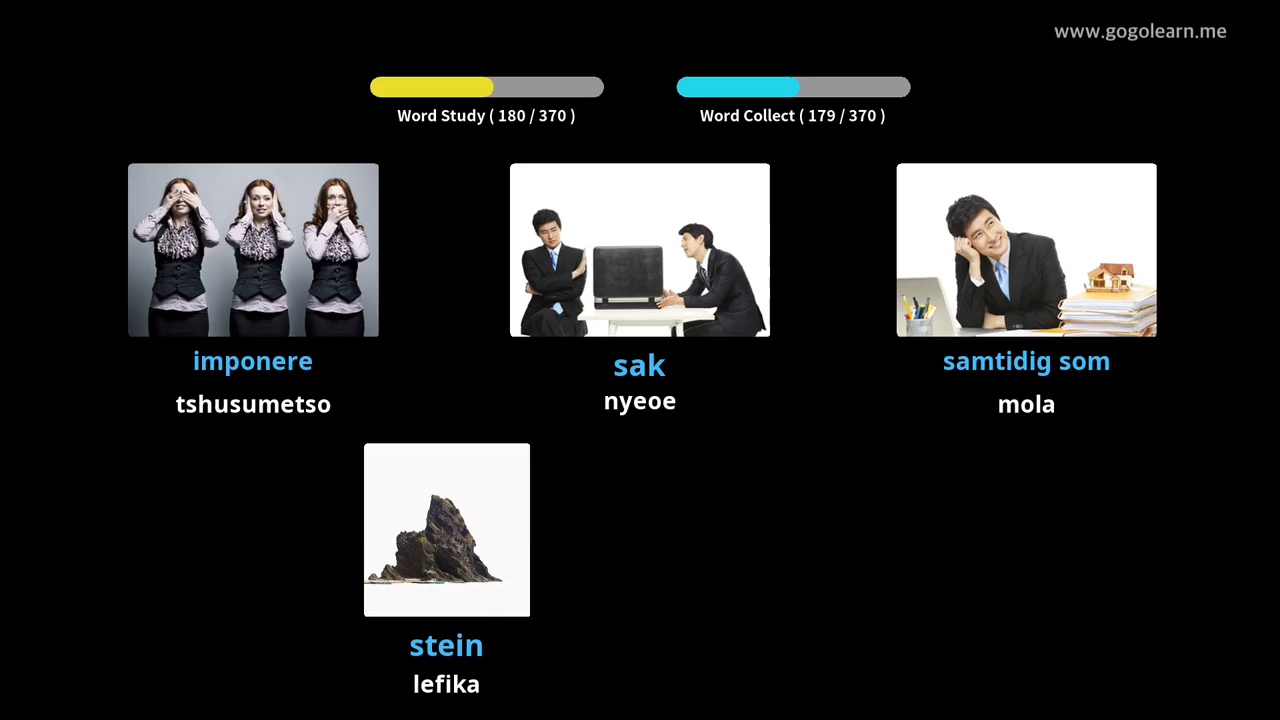 www.gogolearn.me
Word Study ( 180 / 370 )
Word Collect ( 179 / 370 )
imponere
tshusumetso
sak
nyeoe
samtidig som
mola
stein
lefika